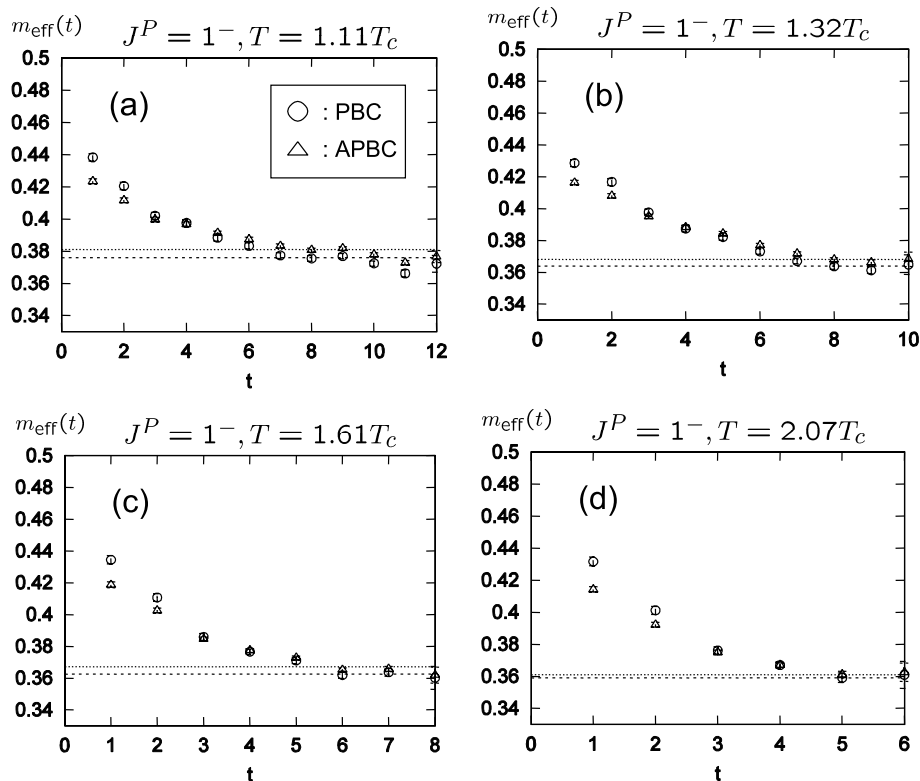 m_eff(t)
J^P = 1^−, T = 1.11T_c
0.5
0.48
0.46
0.44
0.42
0.4
0.38
0.36
0.34
(a)
○ : PBC
△ : APBC
0 2 4 6 8 10 12
t
m_eff(t)
J^P = 1^−, T = 1.32T_c
0.5
0.48
0.46
0.44
0.42
0.4
0.38
0.36
0.34
(b)
0 2 4 6 8 10
t
m_eff(t)
J^P = 1^−, T = 1.61T_c
0.5
0.48
0.46
0.44
0.42
0.4
0.38
0.36
0.34
(c)
0 1 2 3 4 5 6 7 8
t
m_eff(t)
J^P = 1^−, T = 2.07T_c
0.5
0.48
0.46
0.44
0.42
0.4
0.38
0.36
0.34
(d)
0 1 2 3 4 5 6
t